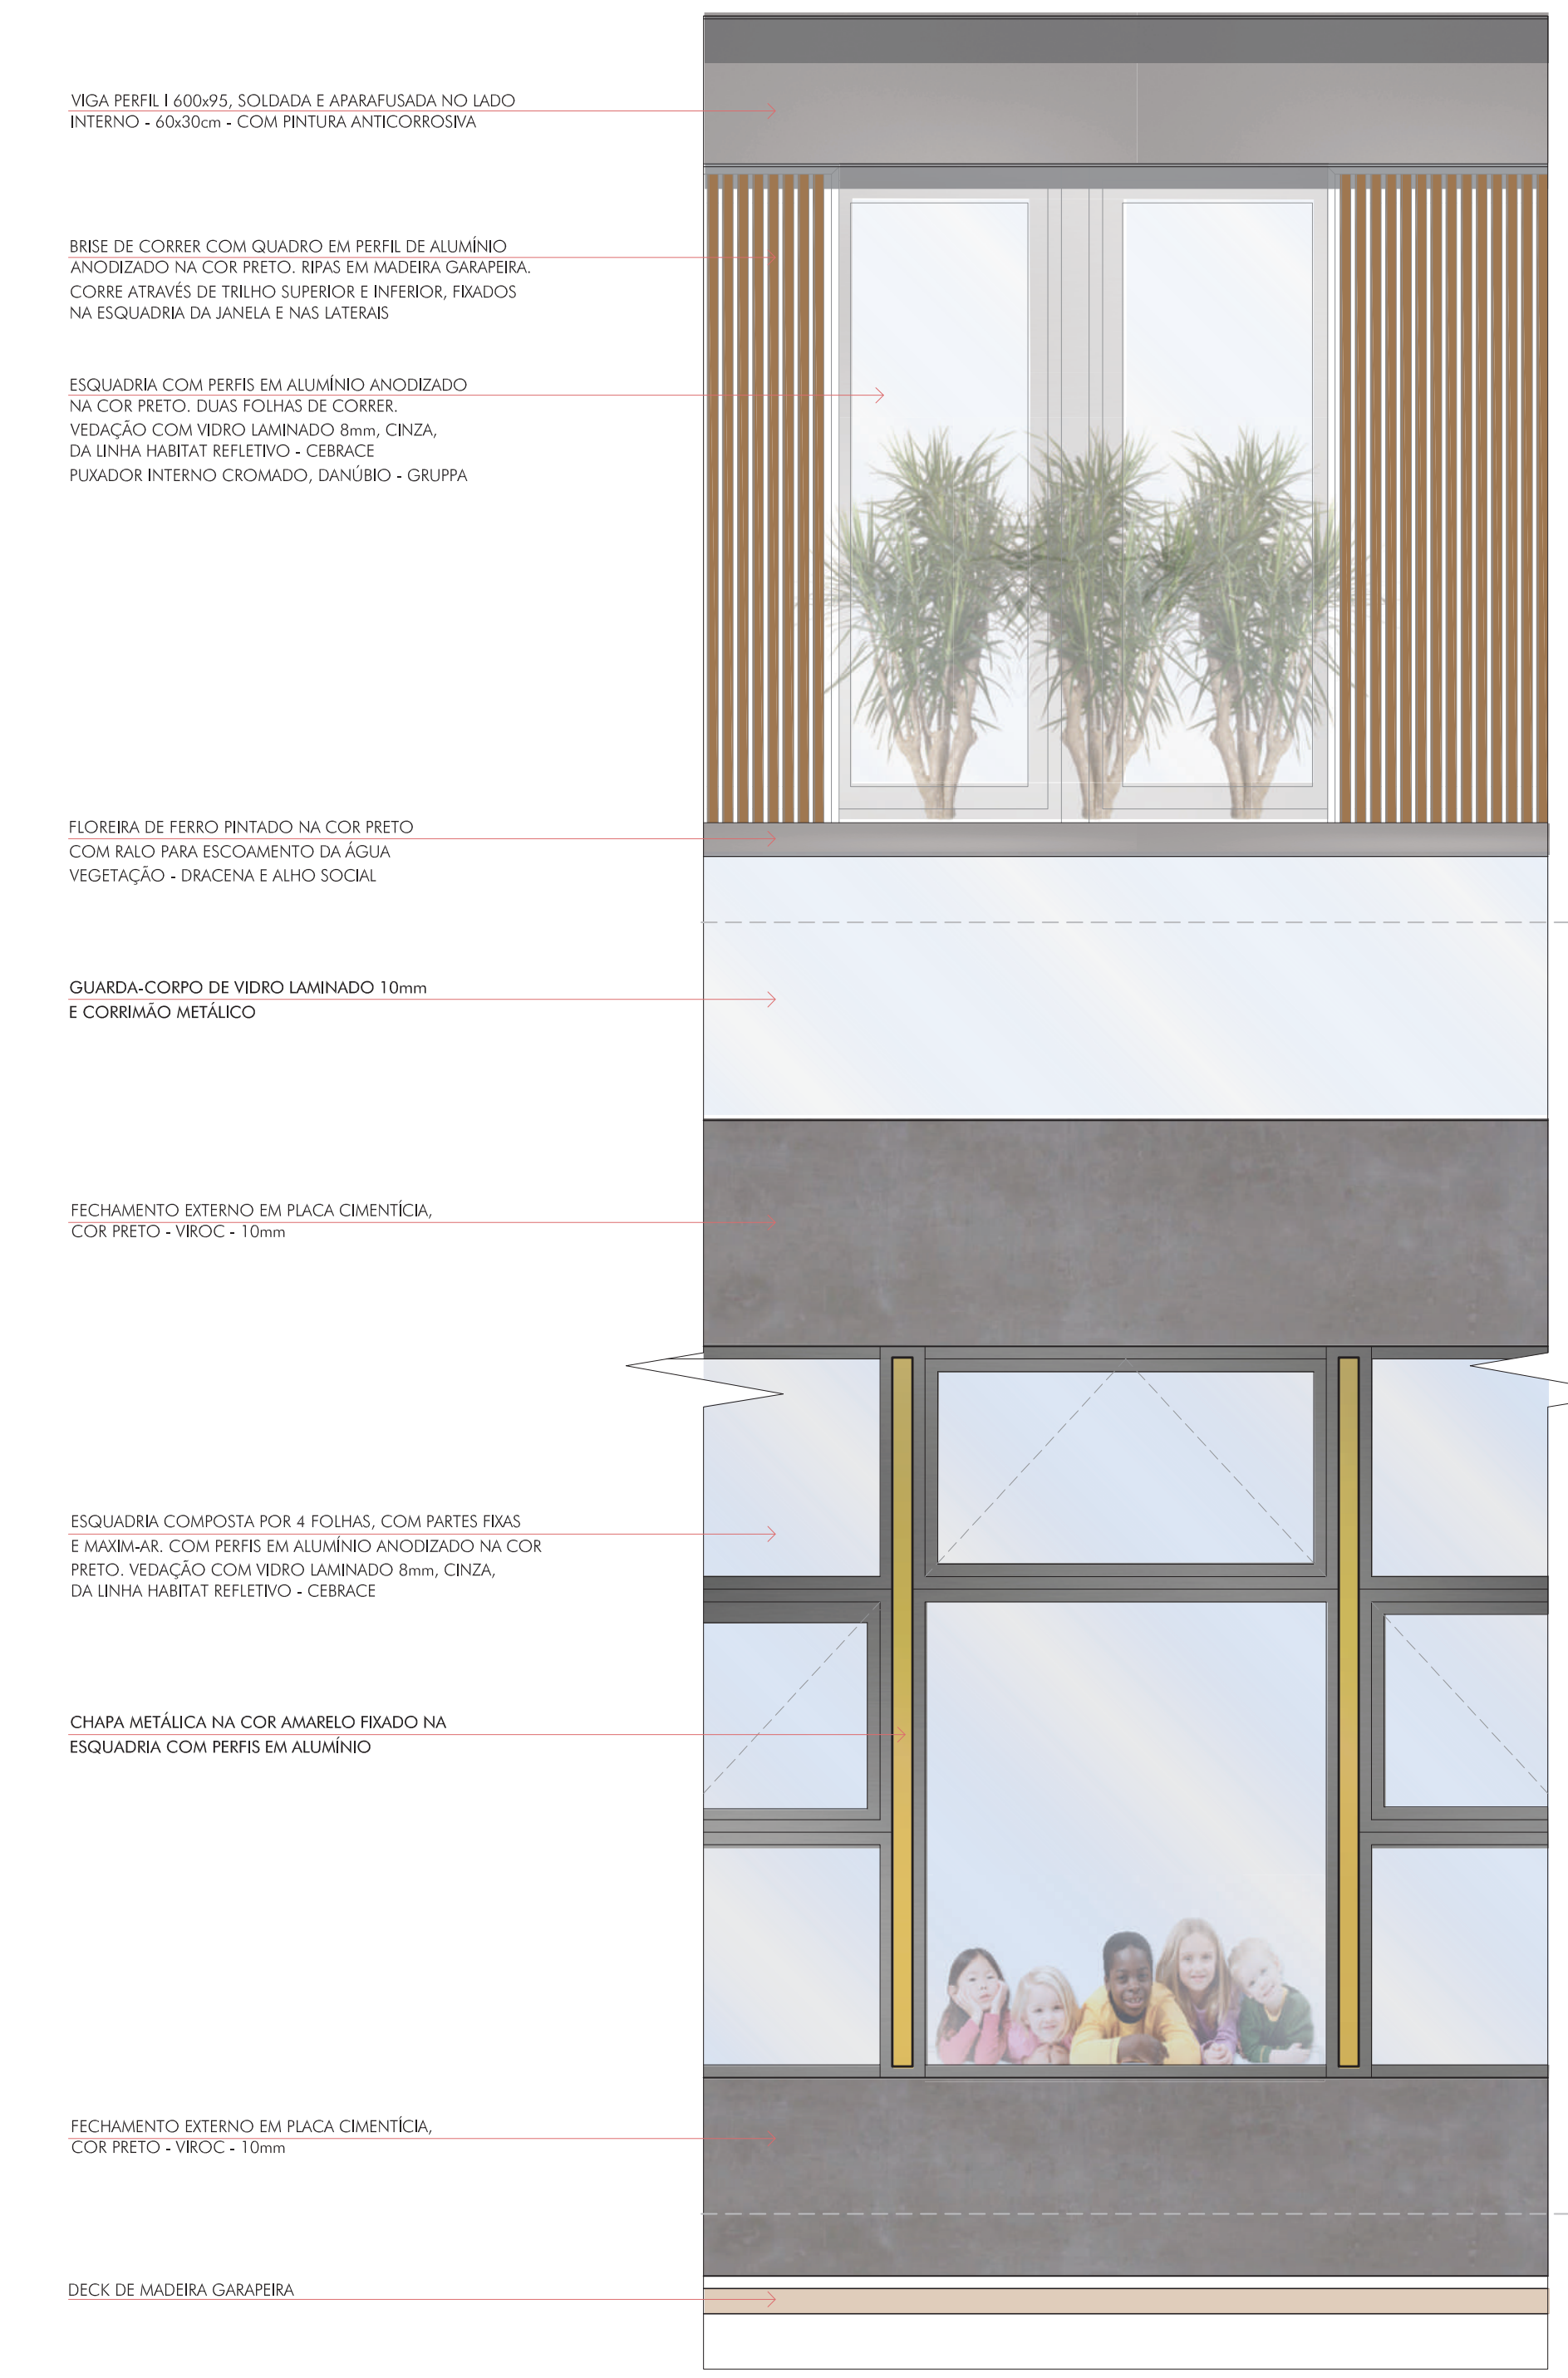 VIGA PERFIL I 600x95, SOLDADA E APARAFUSADA NO LADO
INTERNO - 60x30cm - COM PINTURA ANTICORROSIVA
BRISE DE CORRER COM QUADRO EM PERFIL DE ALUMÍNIO
ANODIZADO NA COR PRETO. RIPAS EM MADEIRA GARAPEIRA.
CORRE ATRAVÉS DE TRILHO SUPERIOR E INFERIOR, FIXADOS
NA ESQUADRIA DA JANELA E NAS LATERAIS
ESQUADRIA COM PERFIS EM ALUMÍNIO ANODIZADO
NA COR PRETO. DUAS FOLHAS DE CORRER.
VEDAÇÃO COM VIDRO LAMINADO 8mm, CINZA,
DA LINHA HABITAT REFLETIVO - CEBRACE
PUXADOR INTERNO CROMADO, DANÚBIO - GRUPPA
FLOREIRA DE FERRO PINTADO NA COR PRETO
COM RALO PARA ESCOAMENTO DA ÁGUA
VEGETAÇÃO - DRACENA E ALHO SOCIAL
GUARDA-CORPO DE VIDRO LAMINADO 10mm
E CORRIMÃO METÁLICO
FECHAMENTO EXTERNO EM PLACA CIMENTÍCIA,
COR PRETO - VIROC - 10mm
ESQUADRIA COMPOSTA POR 4 FOLHAS, COM PARTES FIXAS
E MAXIM-AR. COM PERFIS EM ALUMÍNIO ANODIZADO NA COR
PRETO. VEDAÇÃO COM VIDRO LAMINADO 8mm, CINZA,
DA LINHA HABITAT REFLETIVO - CEBRACE
CHAPA METÁLICA NA COR AMARELO FIXADO NA
ESQUADRIA COM PERFIS EM ALUMÍNIO
FECHAMENTO EXTERNO EM PLACA CIMENTÍCIA,
COR PRETO - VIROC - 10mm
DECK DE MADEIRA GARAPEIRA